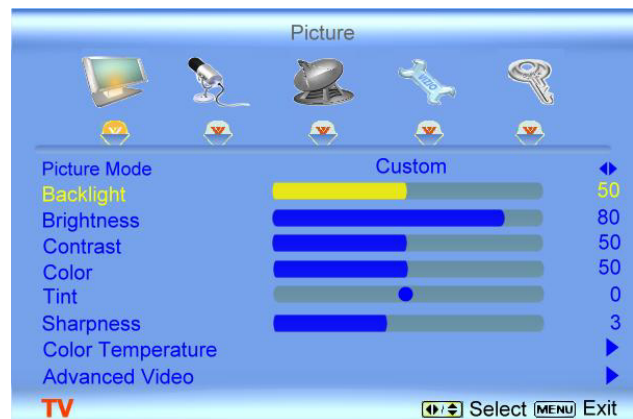 Picture
VIZIO
Picture Mode Custom
Backlight 50
Brightness 80
Contrast 50
Color 50
Tint 0
Sharpness 3
Color Temperature
Advanced Video
TV Select MENU Exit